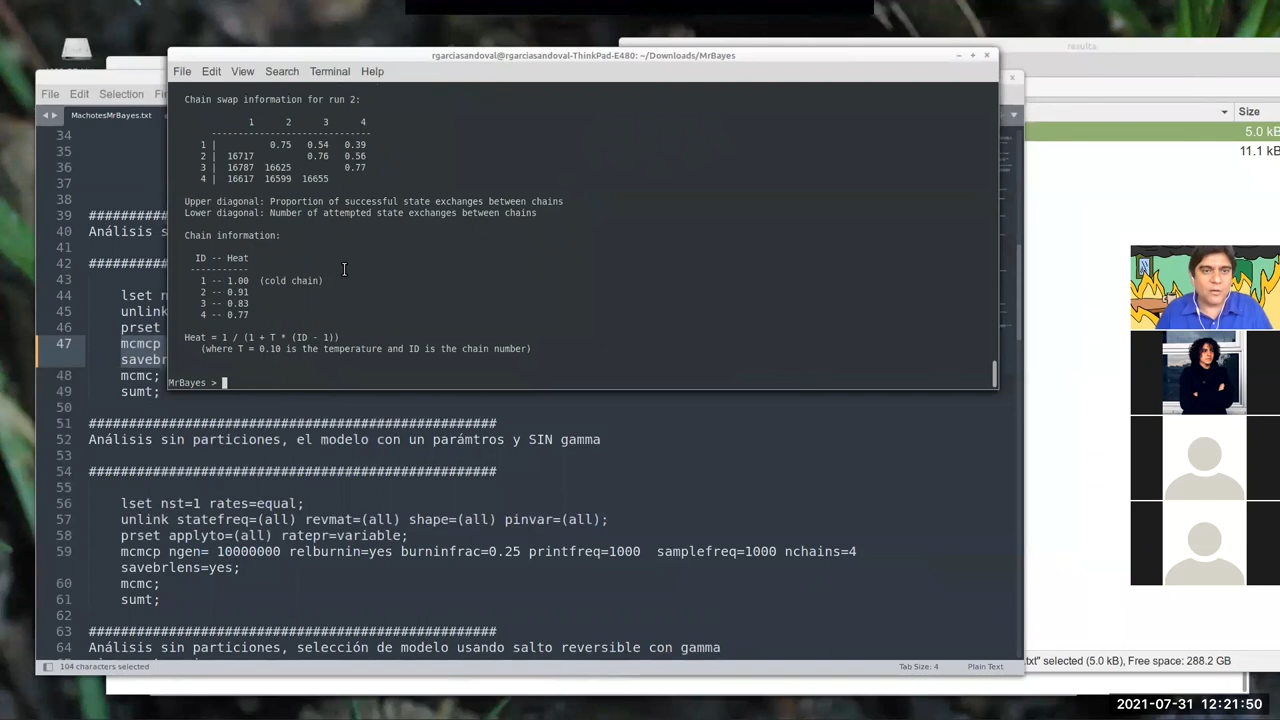 rgarciasandoval@rgarciasandoval-ThinkPad-E480: ~/Downloads/MrBayes
results
File Edit View Search Terminal Help
File Edit Selection
MachotesMrBayes.txt
Size
5.0 kB
11.1 kB
Chain swap information for run 2:
1 2 3 4
--------------------------
1 | 0.75 0.54 0.39
2 | 16717 0.76 0.56
3 | 16787 16625 0.77
4 | 16617 16599 16655
Upper diagonal: Proportion of successful state exchanges between chains
Lower diagonal: Number of attempted state exchanges between chains
Chain information:
ID -- Heat
-----------
1 -- 1.00 (cold chain)
2 -- 0.91
3 -- 0.83
4 -- 0.77
Heat = 1 / (1 + T * (ID - 1))
(where T = 0.10 is the temperature and ID is the chain number)
MrBayes >
34
35
36
37
38
39 ##########
40 Análisis s
41
42 ##########
43
44 lset n
45 unlink
46 prset
47 mcmcp
savebr
48 mcmc;
49 sumt;
50
51 ##################################################
52 Análisis sin particiones, el modelo con un parámtros y SIN gamma
53
54 ##################################################
55
56 lset nst=1 rates=equal;
57 unlink statefreq=(all) revmat=(all) shape=(all) pinvar=(all);
58 prset applyto=(all) ratepr=variable;
59 mcmcp ngen= 10000000 relburnin=yes burninfrac=0.25 printfreq=1000 samplefreq=1000 nchains=4
savebrlens=yes;
60 mcmc;
61 sumt;
62
63 ##################################################
64 Análisis sin particiones, selección de modelo usando salto reversible con gamma
104 characters selected
Tab Size: 4
Plain Text
.txt" selected (5.0 kB), Free space: 288.2 GB
2021-07-31 12:21:50